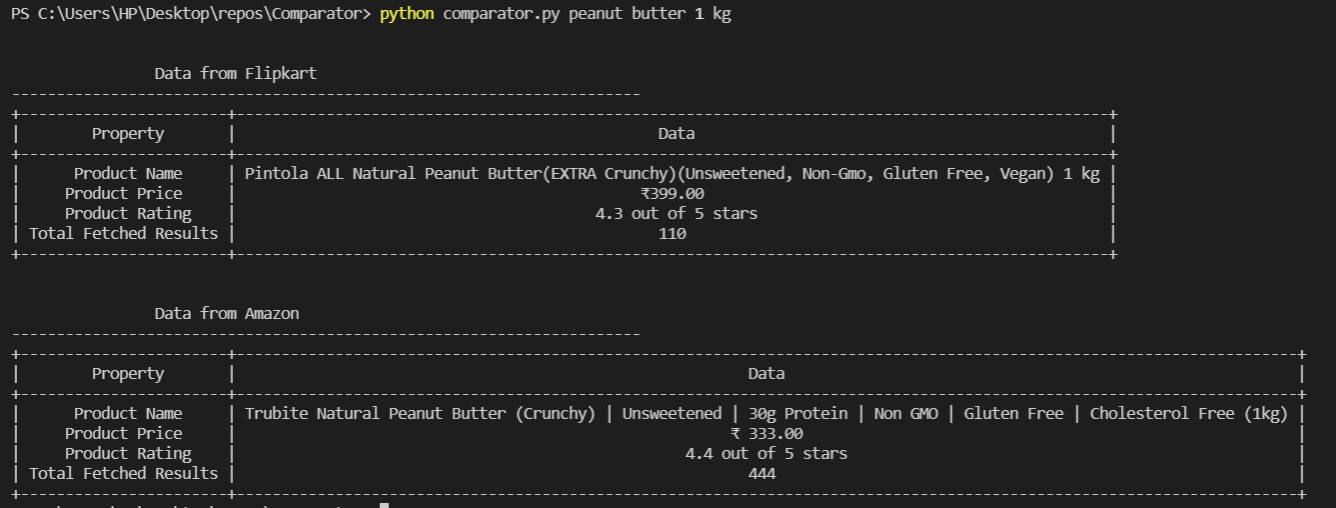 PS C:\Users\HP\Desktop\repos\Comparator> python comparator.py peanut butter 1 kg
Data from Flipkart
Property | Data
Product Name | Pintola ALL Natural Peanut Butter(EXTRA Crunchy)(Unsweetened, Non-Gmo, Gluten Free, Vegan) 1 kg
Product Price | ₹399.00
Product Rating | 4.3 out of 5 stars
Total Fetched Results | 110
Data from Amazon
Property | Data
Product Name | Trubite Natural Peanut Butter (Crunchy) | Unsweetened | 30g Protein | Non GMO | Gluten Free | Cholesterol Free (1kg)
Product Price | ₹ 333.00
Product Rating | 4.4 out of 5 stars
Total Fetched Results | 444